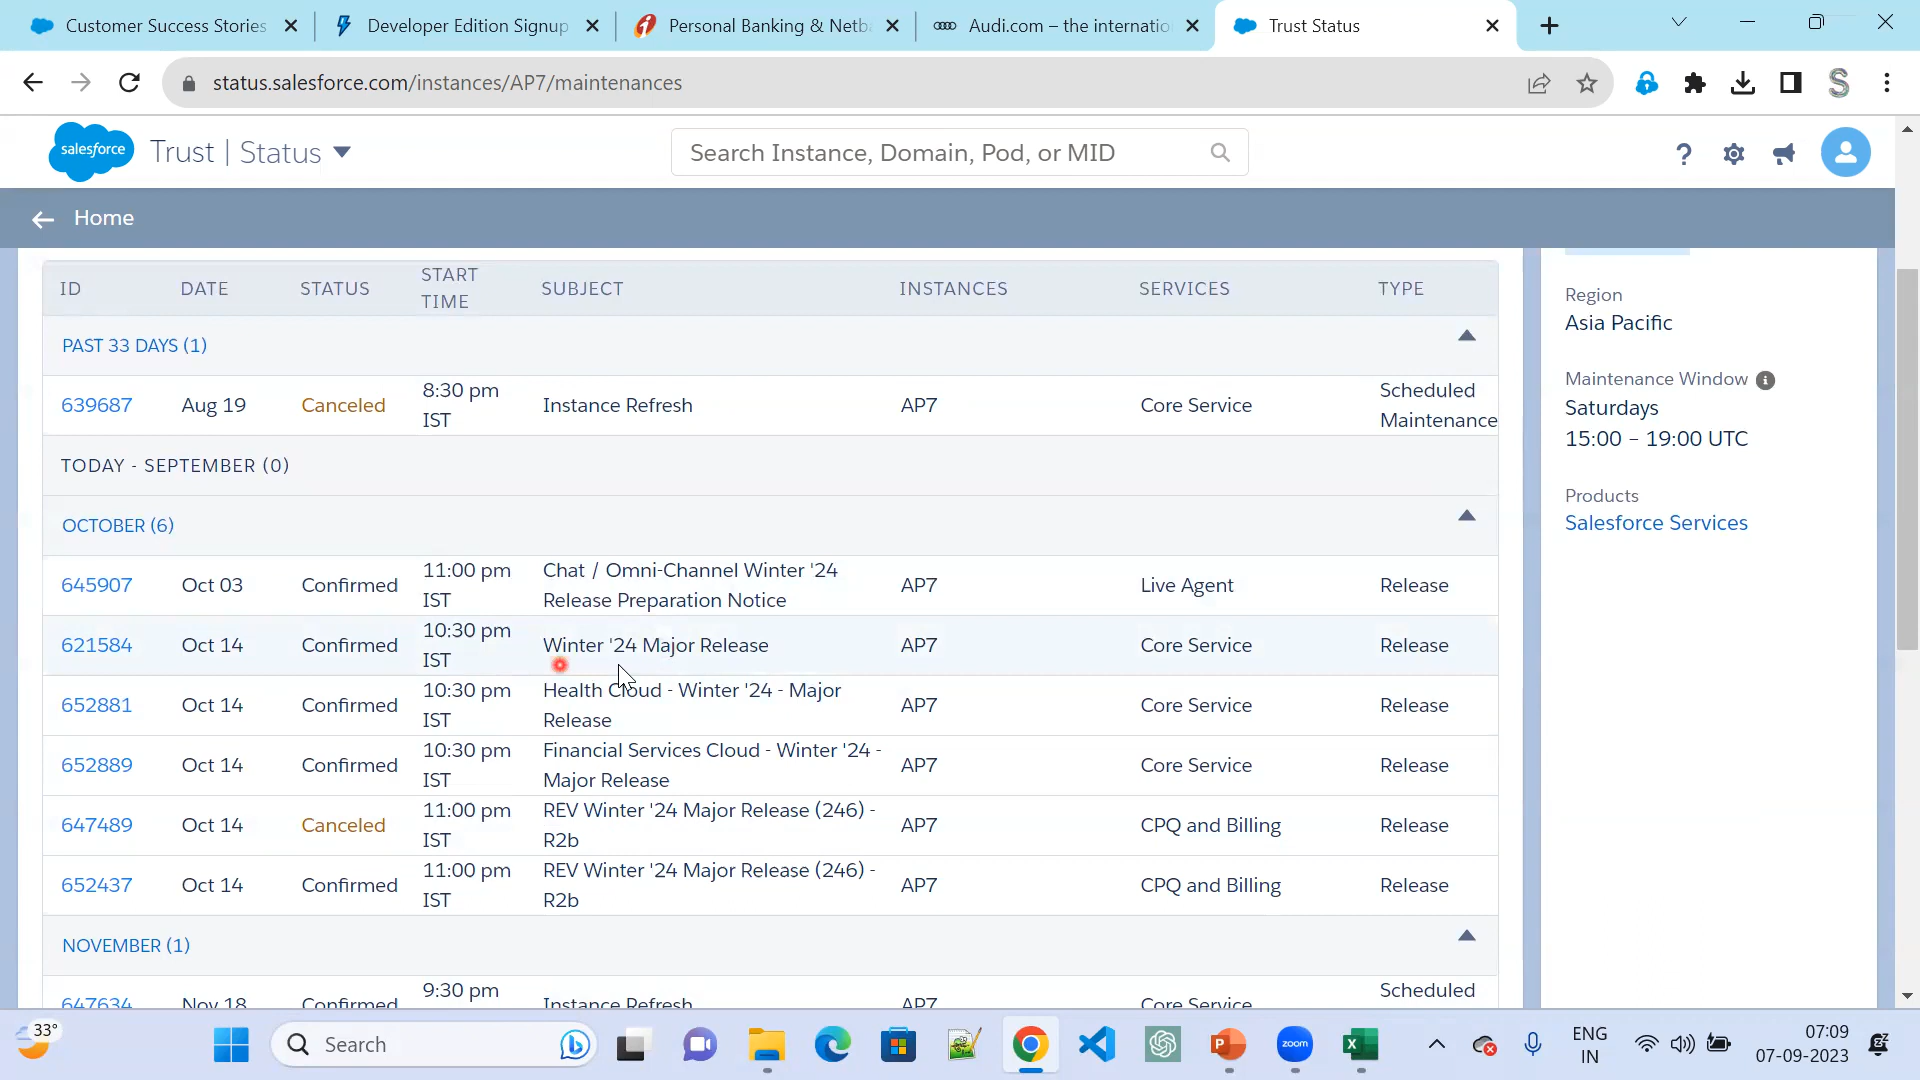 Customer Success Stories
Developer Edition Signup
Personal Banking & Netb
Audi.com – the internatio
Trust Status
status.salesforce.com/instances/AP7/maintenances
salesforce
Trust | Status
Search Instance, Domain, Pod, or MID
Home
ID DATE STATUS START TIME SUBJECT INSTANCES SERVICES TYPE
PAST 33 DAYS (1)
639687 Aug 19 Canceled 8:30 pm IST Instance Refresh AP7 Core Service Scheduled Maintenance
TODAY - SEPTEMBER (0)
OCTOBER (6)
645907 Oct 03 Confirmed 11:00 pm IST Chat / Omni-Channel Winter '24 Release Preparation Notice AP7 Live Agent Release
621584 Oct 14 Confirmed 10:30 pm IST Winter '24 Major Release AP7 Core Service Release
652881 Oct 14 Confirmed 10:30 pm IST Health Cloud - Winter '24 - Major Release AP7 Core Service Release
652889 Oct 14 Confirmed 10:30 pm IST Financial Services Cloud - Winter '24 - Major Release AP7 Core Service Release
647489 Oct 14 Canceled 11:00 pm IST REV Winter '24 Major Release (246) - R2b AP7 CPQ and Billing Release
652437 Oct 14 Confirmed 11:00 pm IST REV Winter '24 Major Release (246) - R2b AP7 CPQ and Billing Release
NOVEMBER (1)
647634 Nov 18 Confirmed 9:30 pm Instance Refresh AP7 Core Service Scheduled
Region
Asia Pacific
Maintenance Window
Saturdays
15:00 – 19:00 UTC
Products
Salesforce Services
33°
Search
zoom
ENG
IN
07:09
07-09-2023